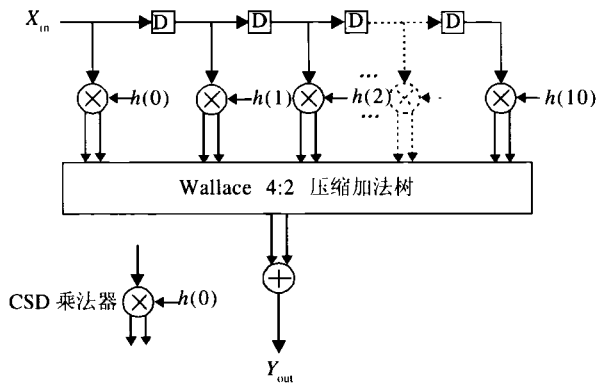 X_in D D D D
h(0) h(1) ... h(2) ... h(10)
Wallace 4:2 压缩加法树
CSD 乘法器 h(0)
Y_out